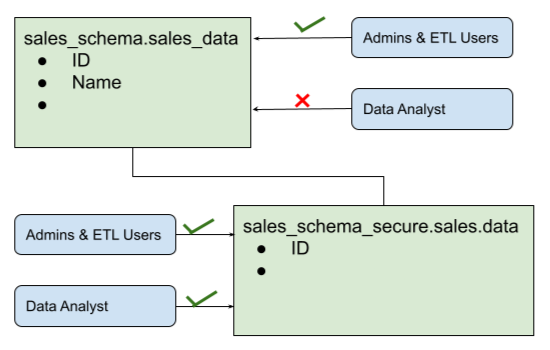 sales_schema.sales_data
● ID
● Name
●
Admins & ETL Users
Data Analyst
Admins & ETL Users
Data Analyst
sales_schema_secure.sales.data
● ID
●